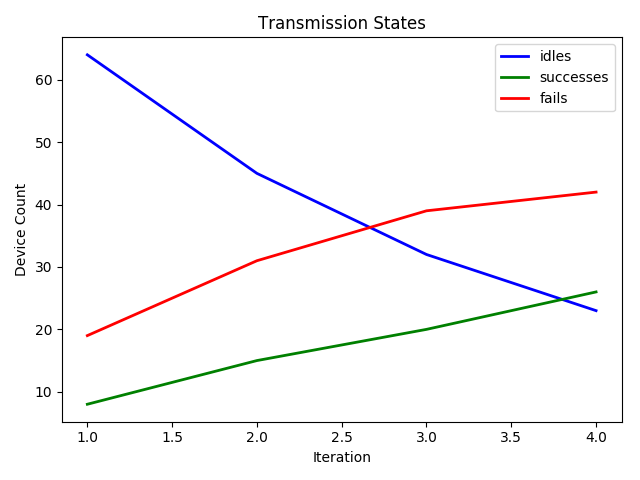 Transmission States
idles
successes
fails
Device Count
60
50
40
30
20
10
1.0 1.5 2.0 2.5 3.0 3.5 4.0
Iteration